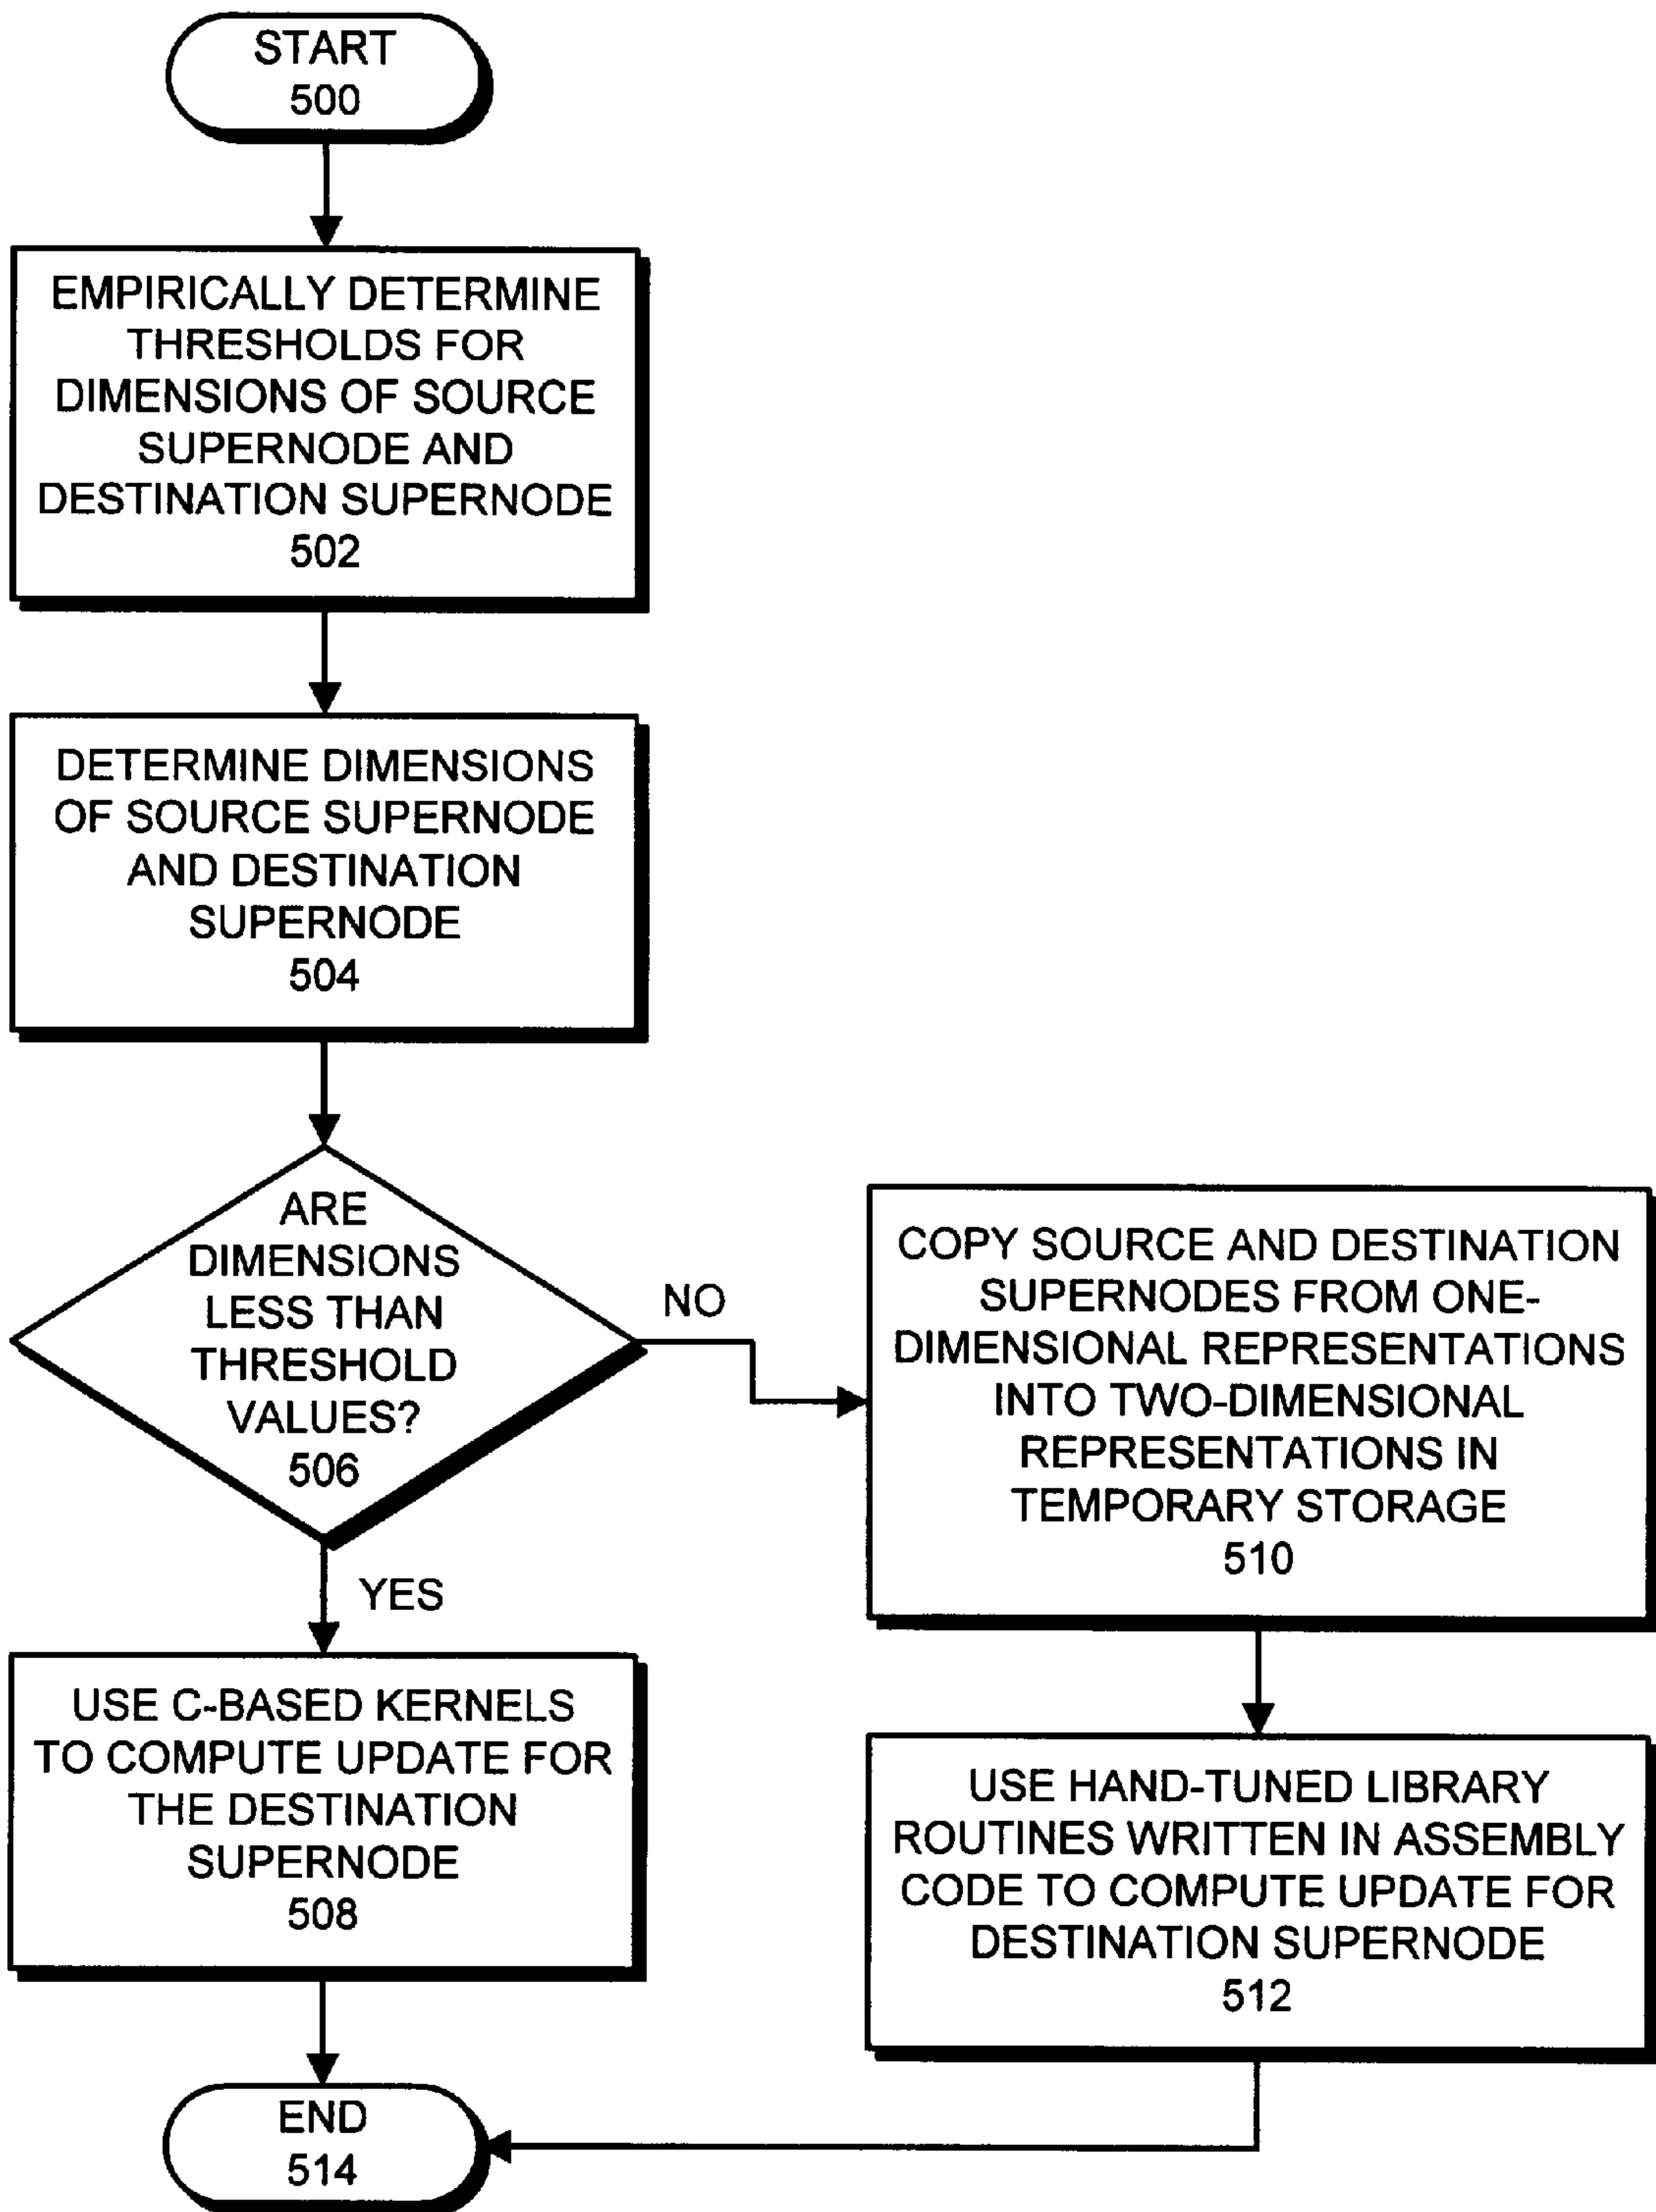 START
500
EMPIRICALLY DETERMINE
THRESHOLDS FOR
DIMENSIONS OF SOURCE
SUPERNODE AND
DESTINATION SUPERNODE
502
DETERMINE DIMENSIONS
OF SOURCE SUPERNODE
AND DESTINATION
SUPERNODE
504
ARE
DIMENSIONS
LESS THAN
THRESHOLD
VALUES?
506
NO
YES
COPY SOURCE AND DESTINATION
SUPERNODES FROM ONE-
DIMENSIONAL REPRESENTATIONS
INTO TWO-DIMENSIONAL
REPRESENTATIONS IN
TEMPORARY STORAGE
510
USE C-BASED KERNELS
TO COMPUTE UPDATE FOR
THE DESTINATION
SUPERNODE
508
USE HAND-TUNED LIBRARY
ROUTINES WRITTEN IN ASSEMBLY
CODE TO COMPUTE UPDATE FOR
DESTINATION SUPERNODE
512
END
514